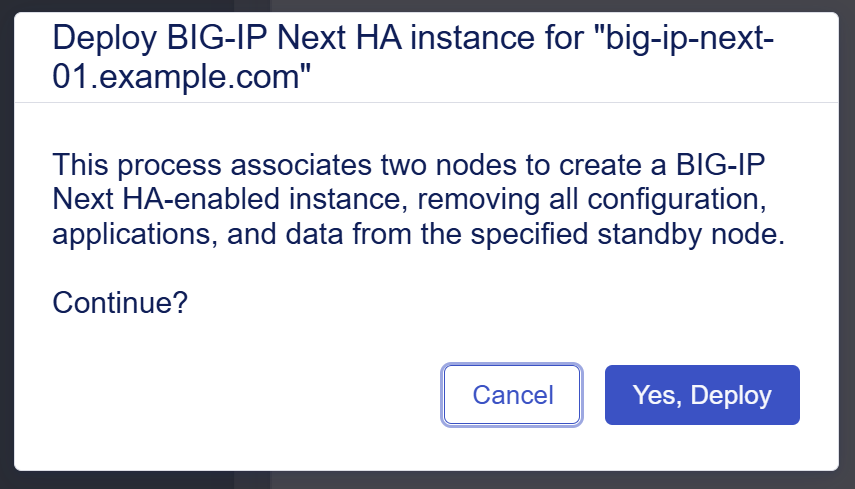 Deploy BIG-IP Next HA instance for "big-ip-next-
01.example.com"
This process associates two nodes to create a BIG-IP
Next HA-enabled instance, removing all configuration,
applications, and data from the specified standby node.
Continue?
Cancel
Yes, Deploy